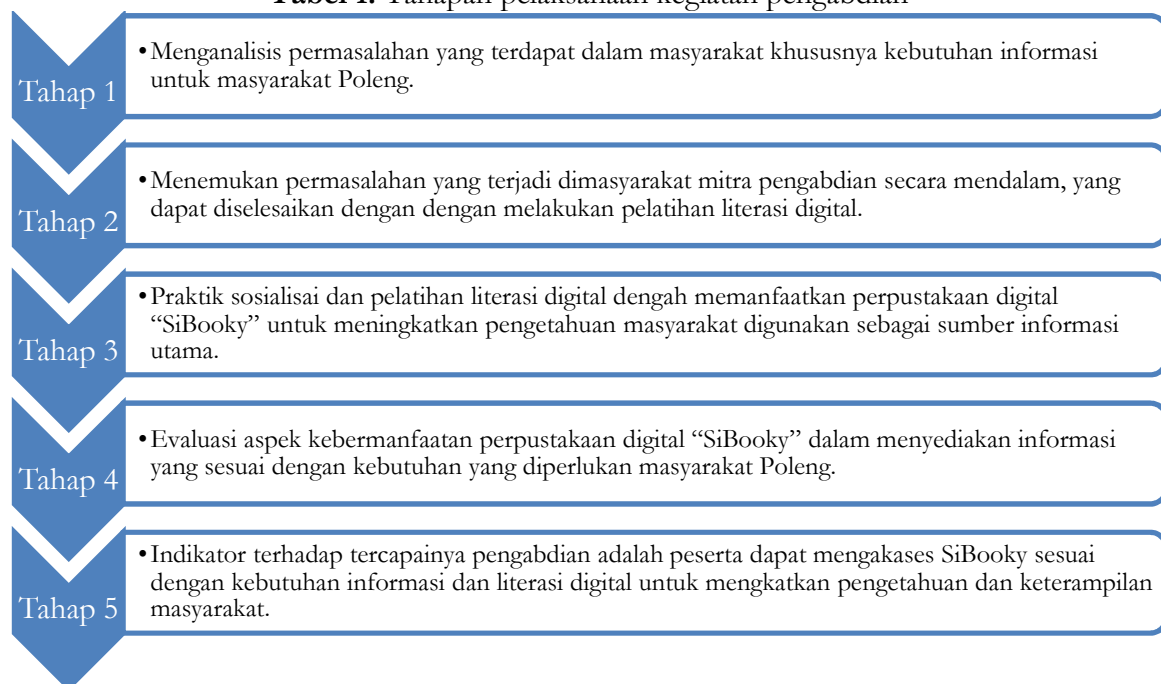 Tabel 1. Tahapan pelaksanaan kegiatan pengabdian
Tahap 1
•Menganalisis permasalahan yang terdapat dalam masyarakat khususnya kebutuhan informasi
untuk masyarakat Poleng.
Tahap 2
•Menemukan permasalahan yang terjadi dimasyarakat mitra pengabdian secara mendalam, yang
dapat diselesaikan dengan dengan melakukan pelatihan literasi digital.
Tahap 3
•Praktik sosialisai dan pelatihan literasi digital dengah memanfaatkan perpustakaan digital
“SiBooky” untuk meningkatkan pengetahuan masyarakat digunakan sebagai sumber informasi
utama.
Tahap 4
•Evaluasi aspek kebermanfaatan perpustakaan digital “SiBooky” dalam menyediakan informasi
yang sesuai dengan kebutuhan yang diperlukan masyarakat Poleng.
Tahap 5
•Indikator terhadap tercapainya pengabdian adalah peserta dapat mengakases SiBooky sesuai
dengan kebutuhan informasi dan literasi digital untuk mengkatkan pengetahuan dan keterampilan
masyarakat.